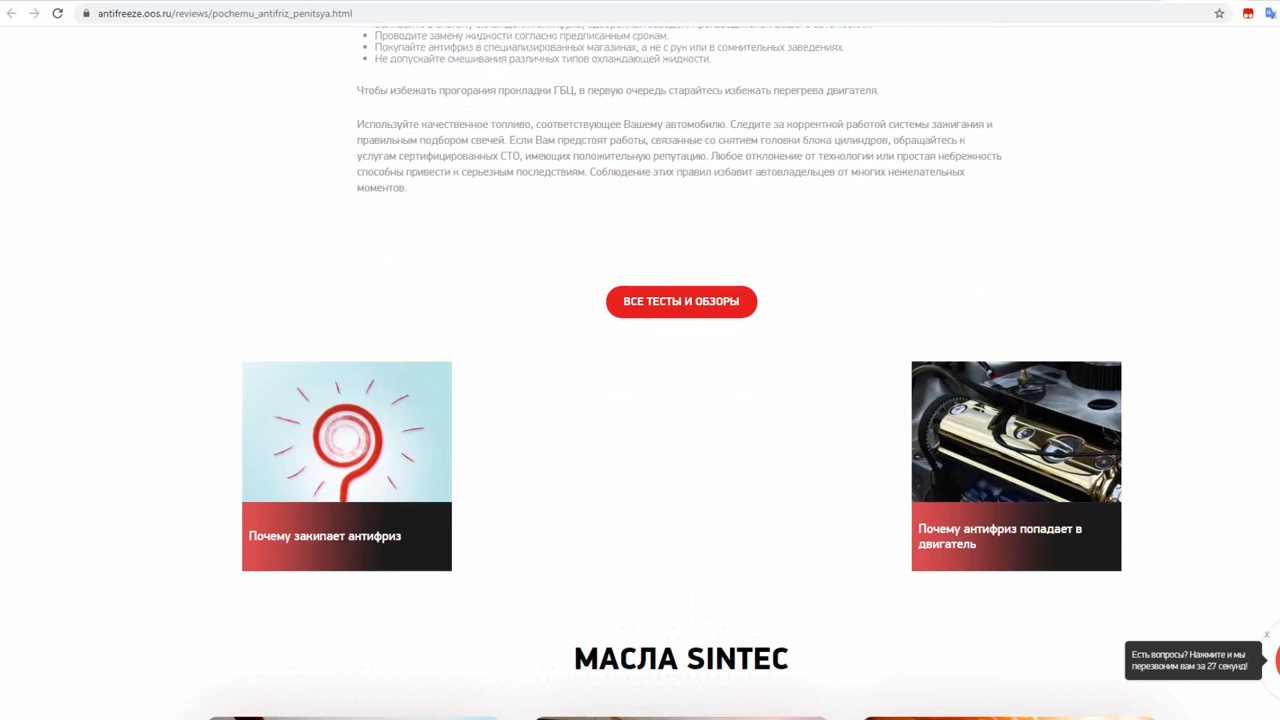 antifreeze.oos.ru/reviews/pochemu_antifriz_penitsya.html
Проводите замену жидкости согласно предписанным срокам.
Покупайте антифриз в специализированных магазинах, а не с рук или в сомнительных заведениях.
Не допускайте смешивания различных типов охлаждающей жидкости.
Чтобы избежать прогорания прокладки ГБЦ, в первую очередь старайтесь избежать перегрева двигателя.
Используйте качественное топливо, соответствующее Вашему автомобилю. Следите за корректной работой системы зажигания и
правильным подбором свечей. Если Вам предстоят работы, связанные со снятием головки блока цилиндров, обращайтесь к
услугам сертифицированных СТО, имеющих положительную репутацию. Любое отклонение от технологии или простая небрежность
способны привести к серьезным последствиям. Соблюдение этих правил избавит автовладельцев от многих нежелательных
моментов.
ВСЕ ТЕСТЫ И ОБЗОРЫ
Почему закипает антифриз
Почему антифриз попадает в
двигатель
МАСЛА SINTEC
x
Есть вопросы? Нажмите и мы
перезвоним вам за 27 секунд!